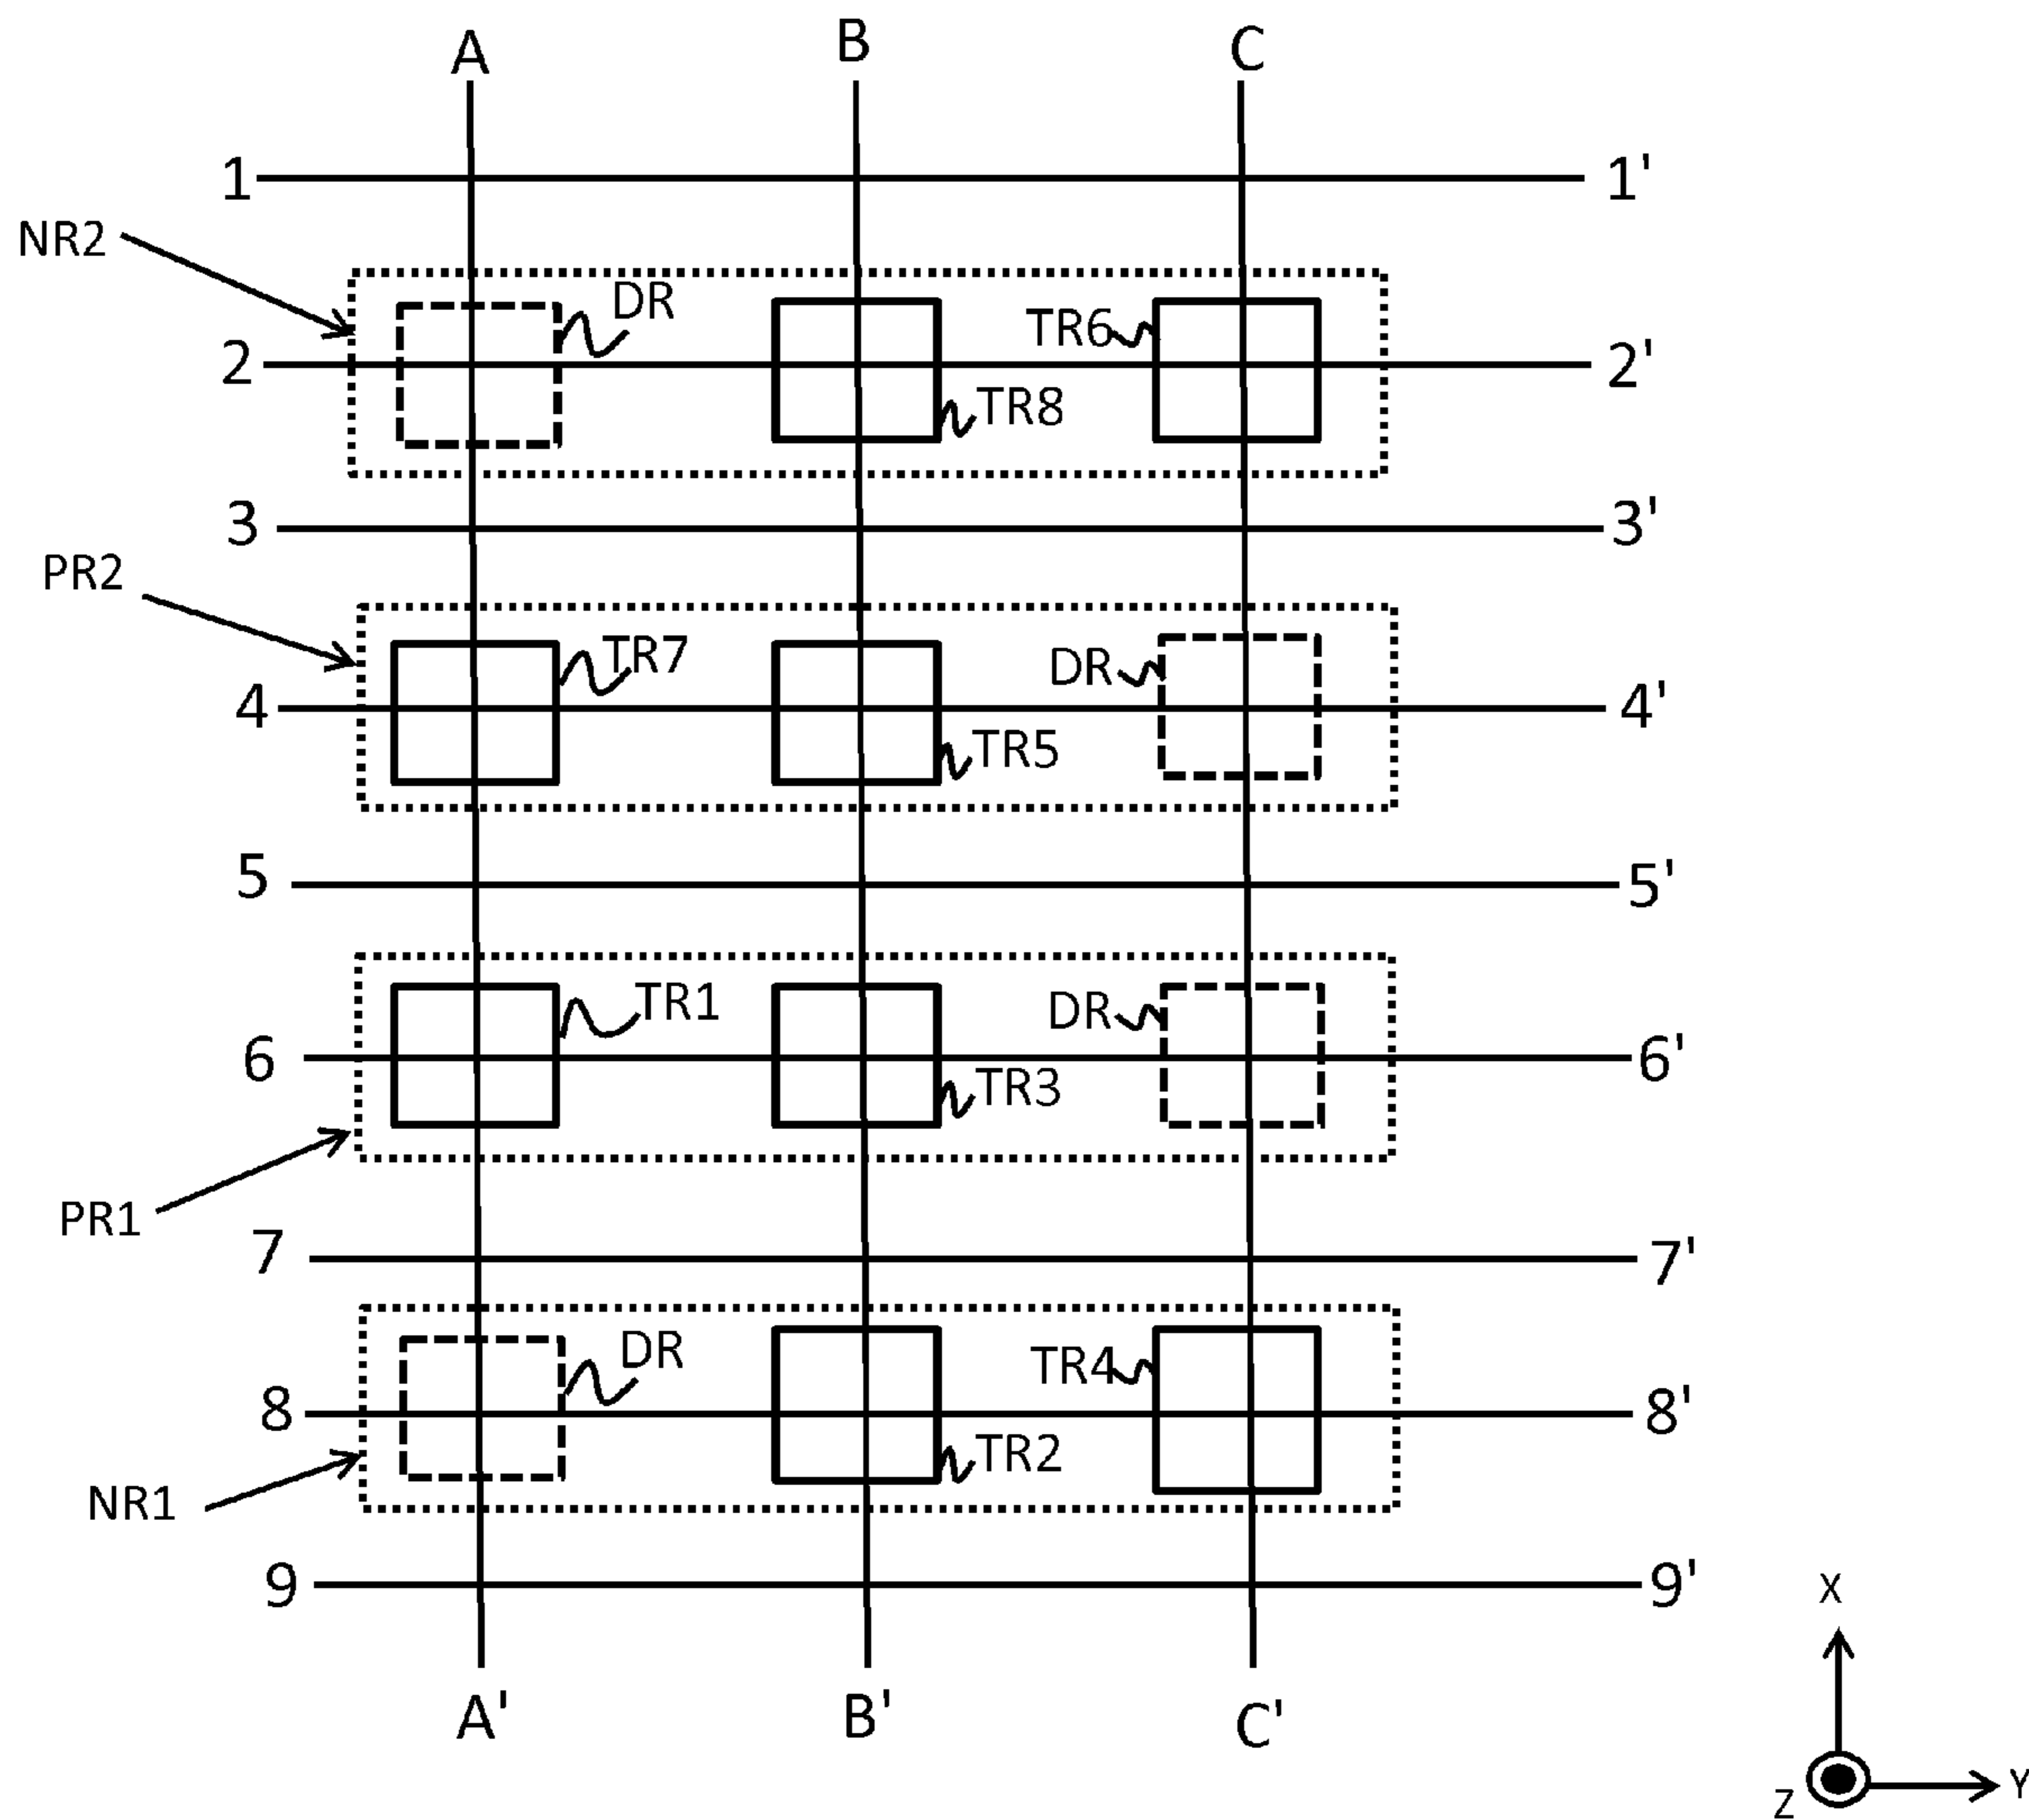 A B C
1 1'
NR2
DR
TR6
2 2'
TR8
3 3'
PR2
TR7 DR
4 4'
TR5
5 5'
TR1 DR
6 6'
TR3
PR1
7 7'
DR TR4
8 8'
TR2
NR1
9 9'
X
A' B' C'
Z Y